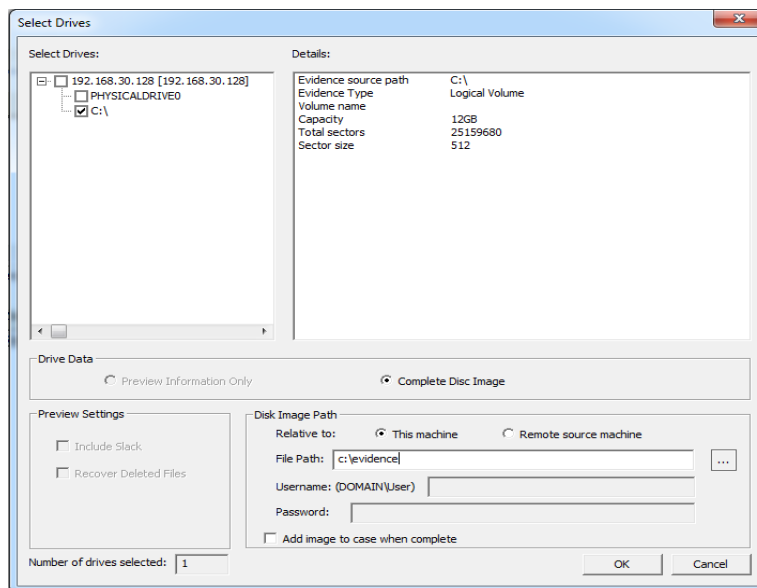 Select Drives
Select Drives:
Details:
192.168.30.128 [192.168.30.128]
PHYSICALDRIVE0
C:\
Evidence source path C:\
Evidence Type Logical Volume
Volume name
Capacity 12GB
Total sectors 25159680
Sector size 512
Drive Data
Preview Information Only
Complete Disc Image
Preview Settings
Include Slack
Recover Deleted Files
Disk Image Path
Relative to: This machine Remote source machine
File Path: c:\evidence
...
Username: (DOMAIN\User)
Password:
Add image to case when complete
Number of drives selected: 1
OK
Cancel